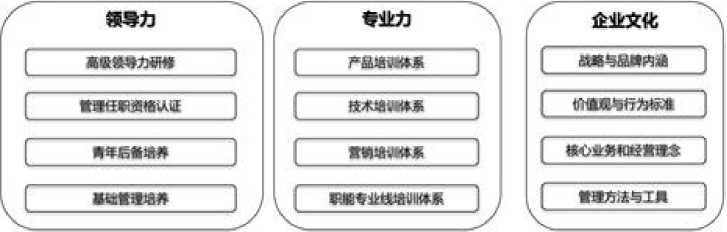 领导力
高级领导力研修
管理任职资格认证
青年后备培养
基础管理培养
专业力
产品培训体系
技术培训体系
营销培训体系
职能专业线培训体系
企业文化
战略与品牌内涵
价值观与行为标准
核心业务和经营理念
管理方法与工具